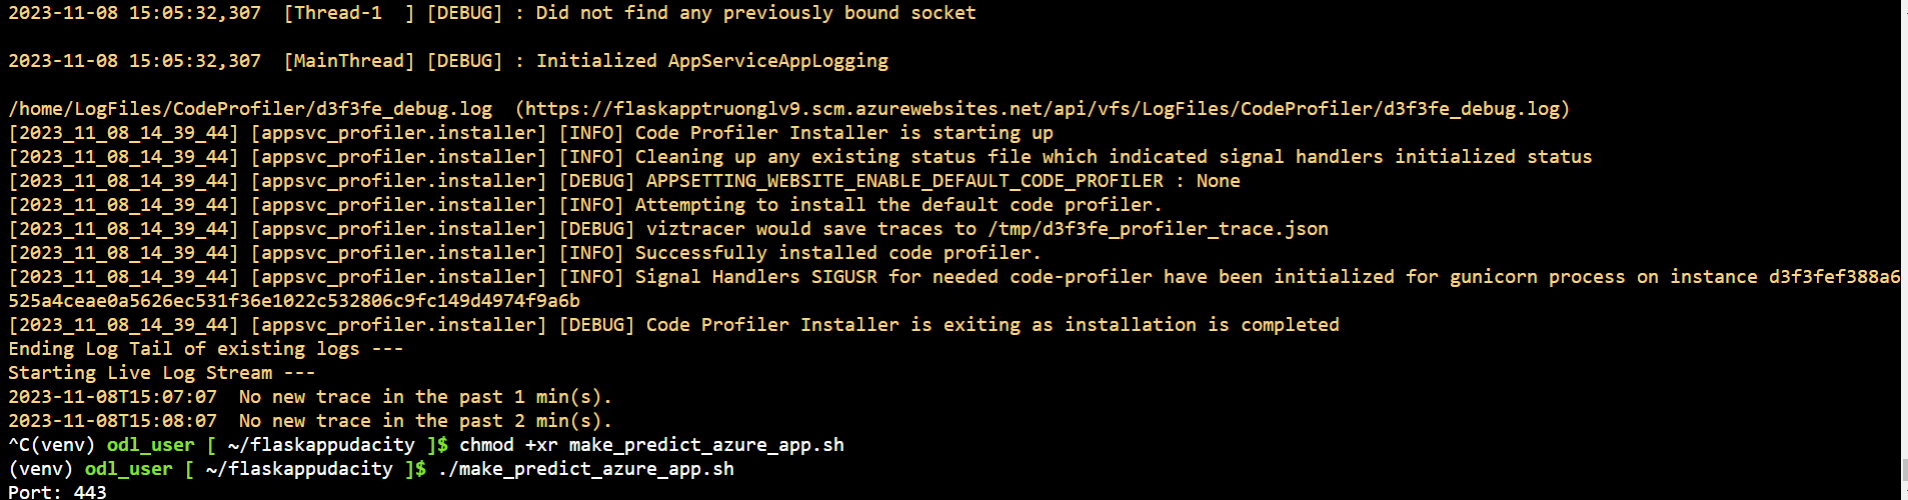 2023-11-08 15:05:32,307  [Thread-1  ] [DEBUG] : Did not find any previously bound socket
2023-11-08 15:05:32,307  [MainThread] [DEBUG] : Initialized AppServiceAppLogging
/home/LogFiles/CodeProfiler/d3f3fe_debug.log  (https://flaskapptruonglv9.scm.azurewebsites.net/api/vfs/LogFiles/CodeProfiler/d3f3fe_debug.log)
[2023_11_08_14_39_44] [appsvc_profiler.installer] [INFO] Code Profiler Installer is starting up
[2023_11_08_14_39_44] [appsvc_profiler.installer] [INFO] Cleaning up any existing status file which indicated signal handlers initialized status
[2023_11_08_14_39_44] [appsvc_profiler.installer] [DEBUG] APPSETTING_WEBSITE_ENABLE_DEFAULT_CODE_PROFILER : None
[2023_11_08_14_39_44] [appsvc_profiler.installer] [INFO] Attempting to install the default code profiler.
[2023_11_08_14_39_44] [appsvc_profiler.installer] [DEBUG] viztracer would save traces to /tmp/d3f3fe_profiler_trace.json
[2023_11_08_14_39_44] [appsvc_profiler.installer] [INFO] Successfully installed code profiler.
[2023_11_08_14_39_44] [appsvc_profiler.installer] [INFO] Signal Handlers SIGUSR for needed code-profiler have been initialized for gunicorn process on instance d3f3fef388a6
525a4ceae0a5626ec531f36e1022c532806c9fc149d4974f9a6b
[2023_11_08_14_39_44] [appsvc_profiler.installer] [DEBUG] Code Profiler Installer is exiting as installation is completed
Ending Log Tail of existing logs ---
Starting Live Log Stream ---
2023-11-08T15:07:07  No new trace in the past 1 min(s).
2023-11-08T15:08:07  No new trace in the past 2 min(s).
^C(venv) odl_user [ ~/flaskappudacity ]$ chmod +xr make_predict_azure_app.sh
(venv) odl_user [ ~/flaskappudacity ]$ ./make_predict_azure_app.sh
Port: 443